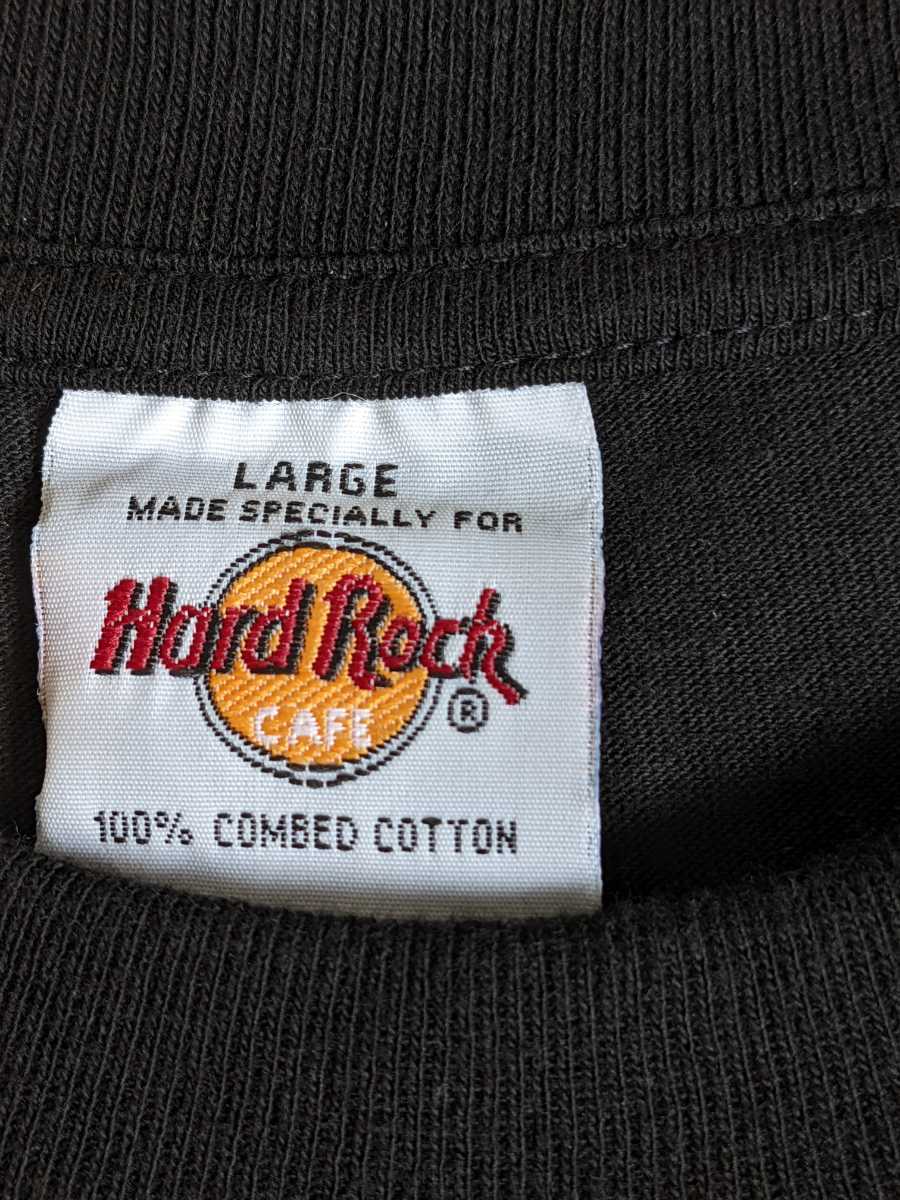 LARGE
MADE SPECIALLY FOR
Hard Rock
CAFE
®
100% COMBED COTTON